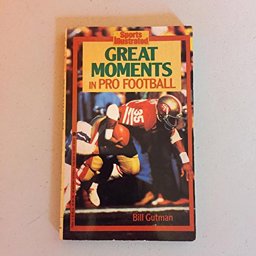 Sports
Illustrated
GREAT
MOMENTS
IN PRO FOOTBALL
Bill Gutman